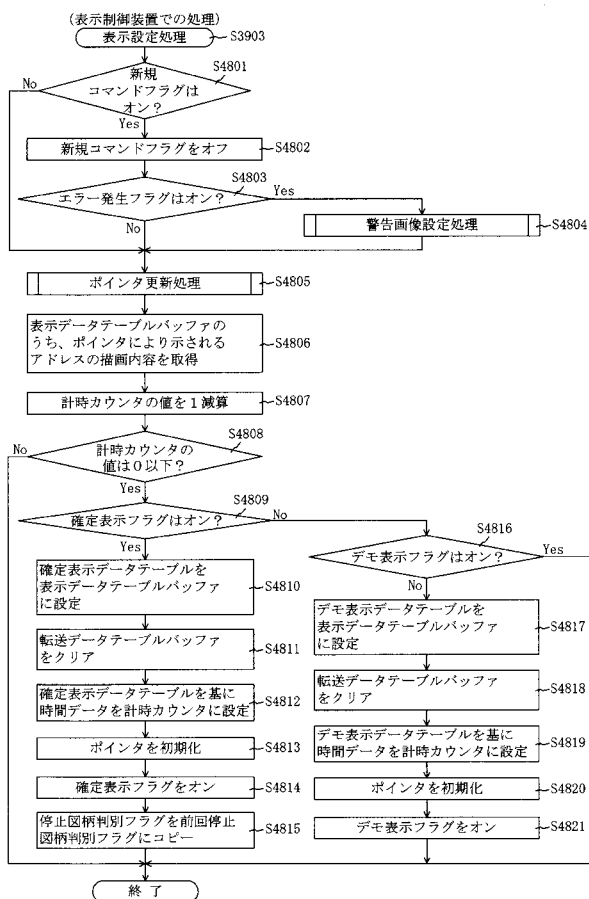 (表示制御装置での処理)
表示設定処理
S3903
S4801
新規
コマンドフラグは
オン?
No
Yes
新規コマンドフラグをオフ
S4802
S4803
エラー発生フラグはオン?
Yes
No
警告画像設定処理
S4804
ポインタ更新処理
S4805
表示データテーブルバッファの
うち、ポインタにより示される
アドレスの描画内容を取得
S4806
計時カウンタの値を1減算
S4807
S4808
計時カウンタの
値は0以下?
No
Yes
S4809
確定表示フラグはオン?
No
Yes
確定表示データテーブルを
表示データテーブルバッファ
に設定
S4810
転送データテーブルバッファ
をクリア
S4811
確定表示データテーブルを基に
時間データを計時カウンタに設定
S4812
ポインタを初期化
S4813
確定表示フラグをオン
S4814
停止図柄判別フラグを前回停止
図柄判別フラグにコピー
S4815
S4816
デモ表示フラグはオン?
Yes
No
デモ表示データテーブルを
表示データテーブルバッファ
に設定
S4817
転送データテーブルバッファ
をクリア
S4818
デモ表示データテーブルを基に
時間データを計時カウンタに設定
S4819
ポインタを初期化
S4820
デモ表示フラグをオン
S4821
終了